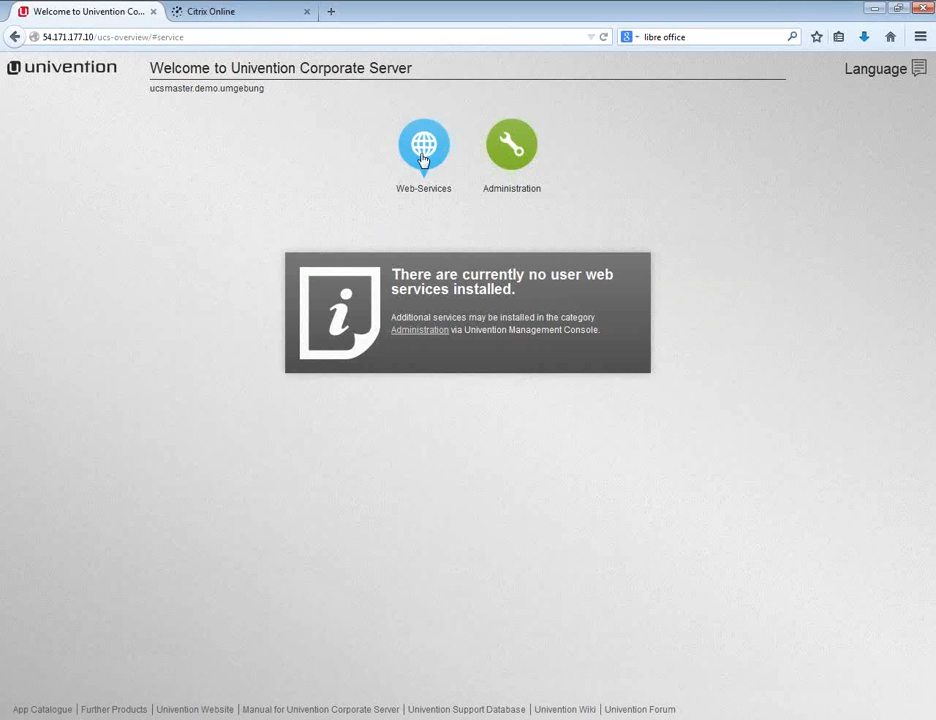 Welcome to Univention Co...
Citrix Online
54.171.177.10/ucs-overview/#service
libre office
univention
Welcome to Univention Corporate Server
Language
ucsmaster.demo.umgebung
Web-Services
Administration
There are currently no user web
services installed.
Additional services may be installed in the category
Administration via Univention Management Console.
App Catalogue | Further Products | Univention Website | Manual for Univention Corporate Server | Univention Support Database | Univention Wiki | Univention Forum